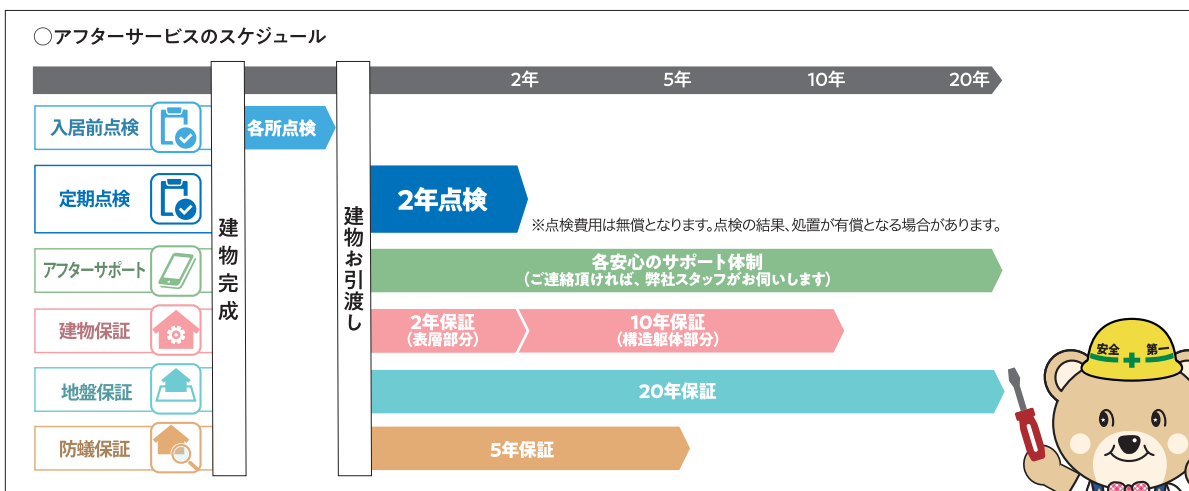 ○アフターサービスのスケジュール
2年 5年 10年 20年
入居前点検
各所点検
定期点検
2年点検
※点検費用は無償となります。点検の結果、処置が有償となる場合があります。
建物完成
建物お引渡し
アフターサポート
各安心のサポート体制
(ご連絡頂ければ、弊社スタッフがお伺いします)
建物保証
2年保証
(表層部分)
10年保証
(構造躯体部分)
地盤保証
20年保証
防蟻保証
5年保証
安全 第一